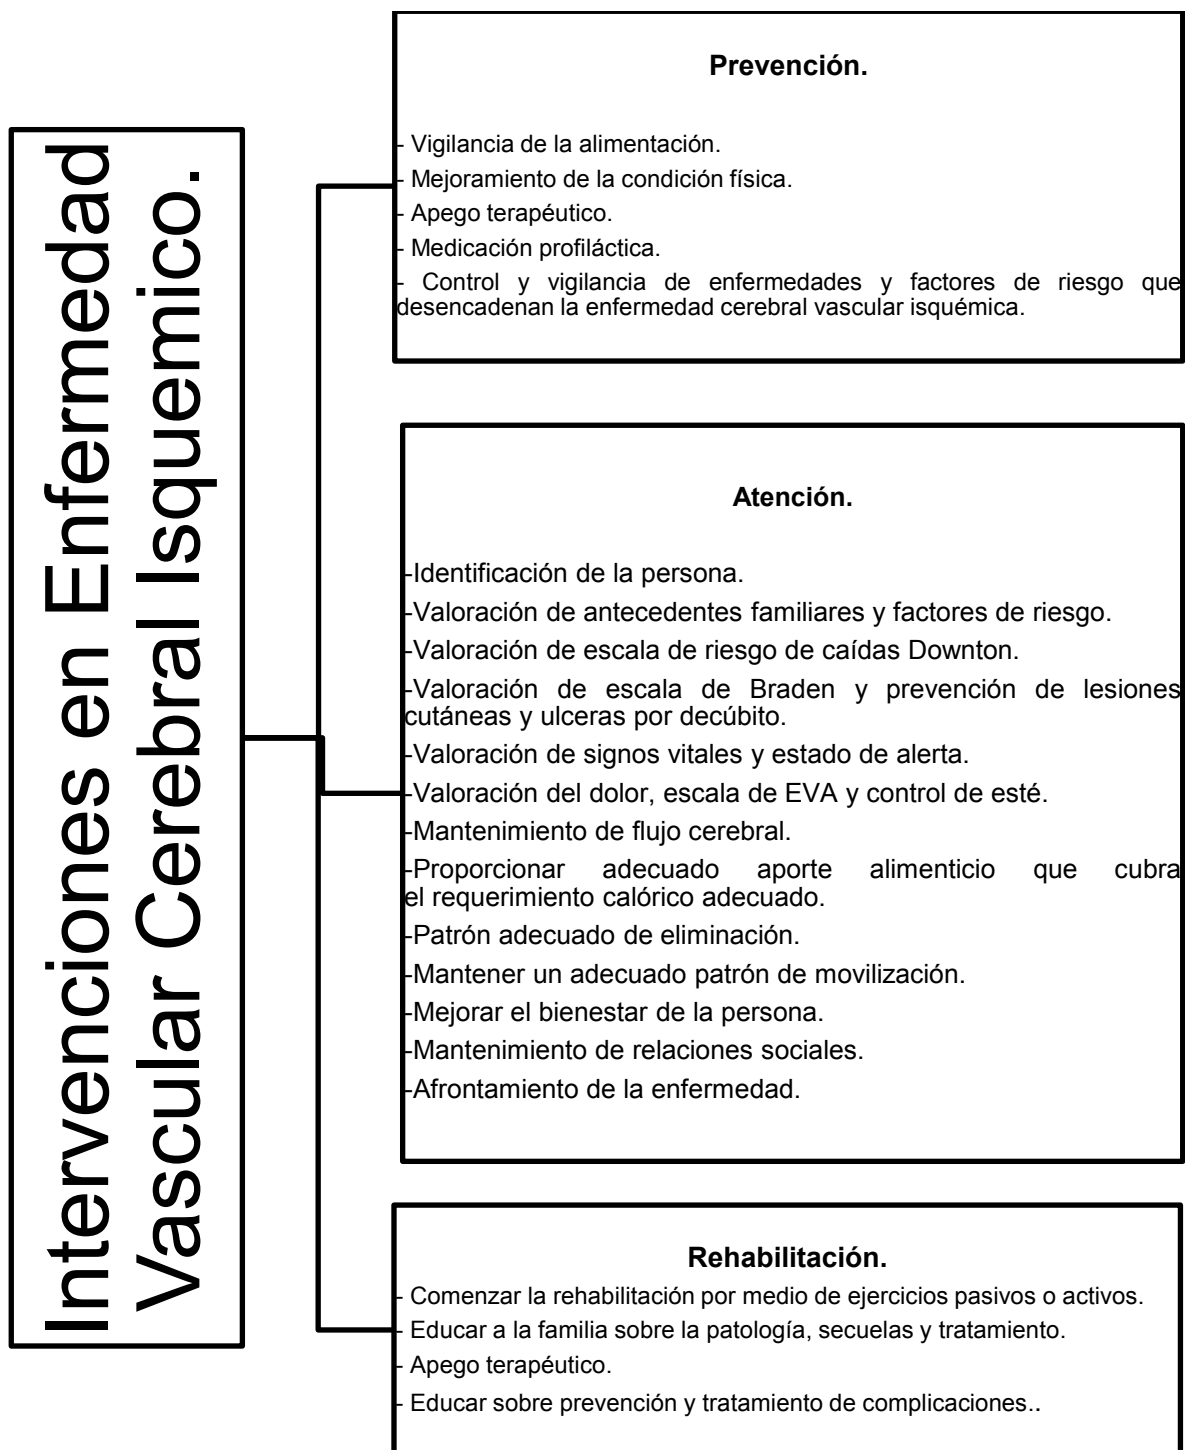 Intervenciones en Enfermedad
Vascular Cerebral Isquemico.
Prevención.
- Vigilancia de la alimentación.
- Mejoramiento de la condición física.
- Apego terapéutico.
- Medicación profiláctica.
- Control y vigilancia de enfermedades y factores de riesgo que
desencadenan la enfermedad cerebral vascular isquémica.
Atención.
-Identificación de la persona.
-Valoración de antecedentes familiares y factores de riesgo.
-Valoración de escala de riesgo de caídas Downton.
-Valoración de escala de Braden y prevención de lesiones
cutáneas y ulceras por decúbito.
-Valoración de signos vitales y estado de alerta.
-Valoración del dolor, escala de EVA y control de esté.
-Mantenimiento de flujo cerebral.
-Proporcionar adecuado aporte alimenticio que cubra
el requerimiento calórico adecuado.
-Patrón adecuado de eliminación.
-Mantener un adecuado patrón de movilización.
-Mejorar el bienestar de la persona.
-Mantenimiento de relaciones sociales.
-Afrontamiento de la enfermedad.
Rehabilitación.
- Comenzar la rehabilitación por medio de ejercicios pasivos o activos.
- Educar a la familia sobre la patología, secuelas y tratamiento.
- Apego terapéutico.
- Educar sobre prevención y tratamiento de complicaciones..